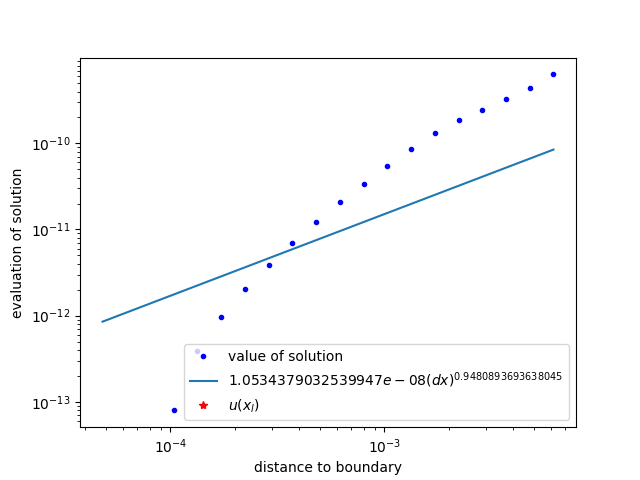 evaluation of solution
10⁻¹⁰
10⁻¹¹
10⁻¹²
10⁻¹³
value of solution
1.0534379032539947e − 08(dx)^0.9480893693638045
u(x_l)
10⁻⁴
10⁻³
distance to boundary